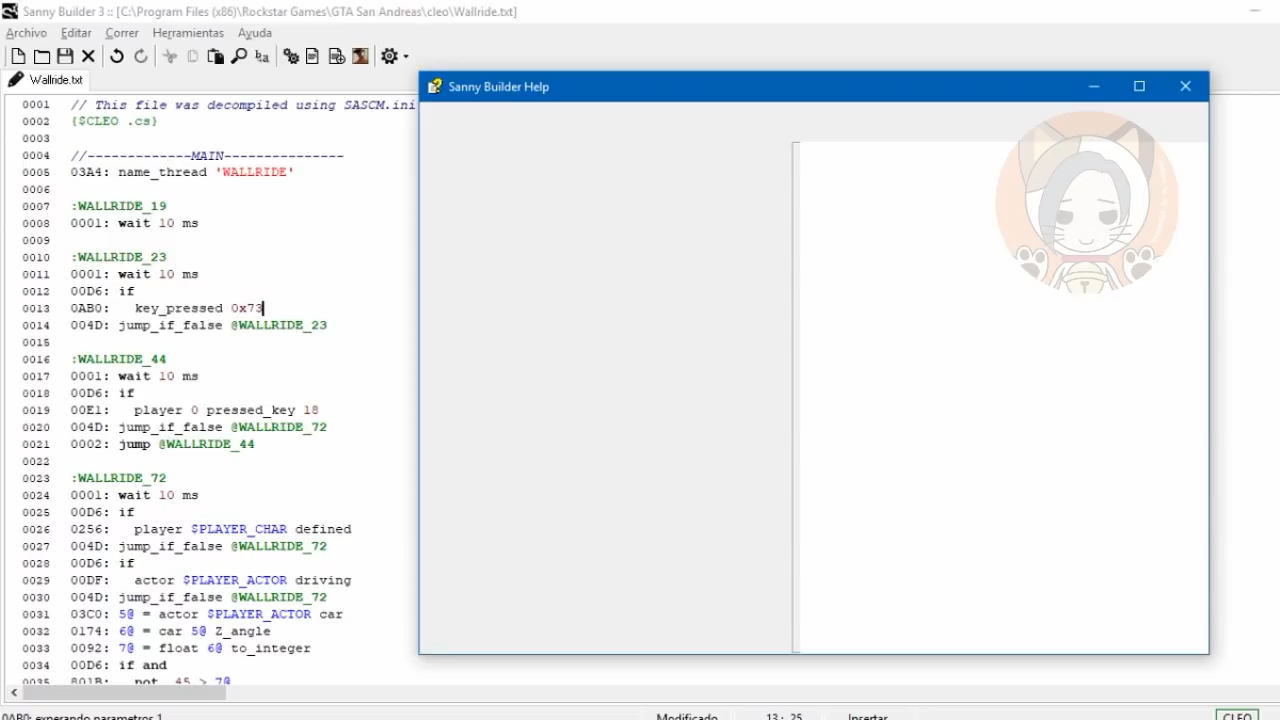 Sanny Builder 3 :: [C:\Program Files (x86)\Rockstar Games\GTA San Andreas\cleo\Wallride.txt]
Archivo Editar Correr Herramientas Ayuda
Wallride.txt
Sanny Builder Help
0001 // This file was decompiled using SASCM.ini
0002 {$CLEO .cs}
0003
0004 //-------------MAIN---------------
0005 03A4: name_thread 'WALLRIDE'
0006
0007 :WALLRIDE_19
0008 0001: wait 10 ms
0009
0010 :WALLRIDE_23
0011 0001: wait 10 ms
0012 00D6: if
0013 0AB0: key_pressed 0x73
0014 004D: jump_if_false @WALLRIDE_23
0015
0016 :WALLRIDE_44
0017 0001: wait 10 ms
0018 00D6: if
0019 00E1: player 0 pressed_key 18
0020 004D: jump_if_false @WALLRIDE_72
0021 0002: jump @WALLRIDE_44
0022
0023 :WALLRIDE_72
0024 0001: wait 10 ms
0025 00D6: if
0026 0256: player $PLAYER_CHAR defined
0027 004D: jump_if_false @WALLRIDE_72
0028 00D6: if
0029 00DF: actor $PLAYER_ACTOR driving
0030 004D: jump_if_false @WALLRIDE_72
0031 03C0: 5@ = actor $PLAYER_ACTOR car
0032 0174: 6@ = car 5@ Z_angle
0033 0092: 7@ = float 6@ to_integer
0034 00D6: if and
0035 801B: not 45 > 7@
0AB0: esperando parametros 1 Modificado 13: 25 Insertar CLEO